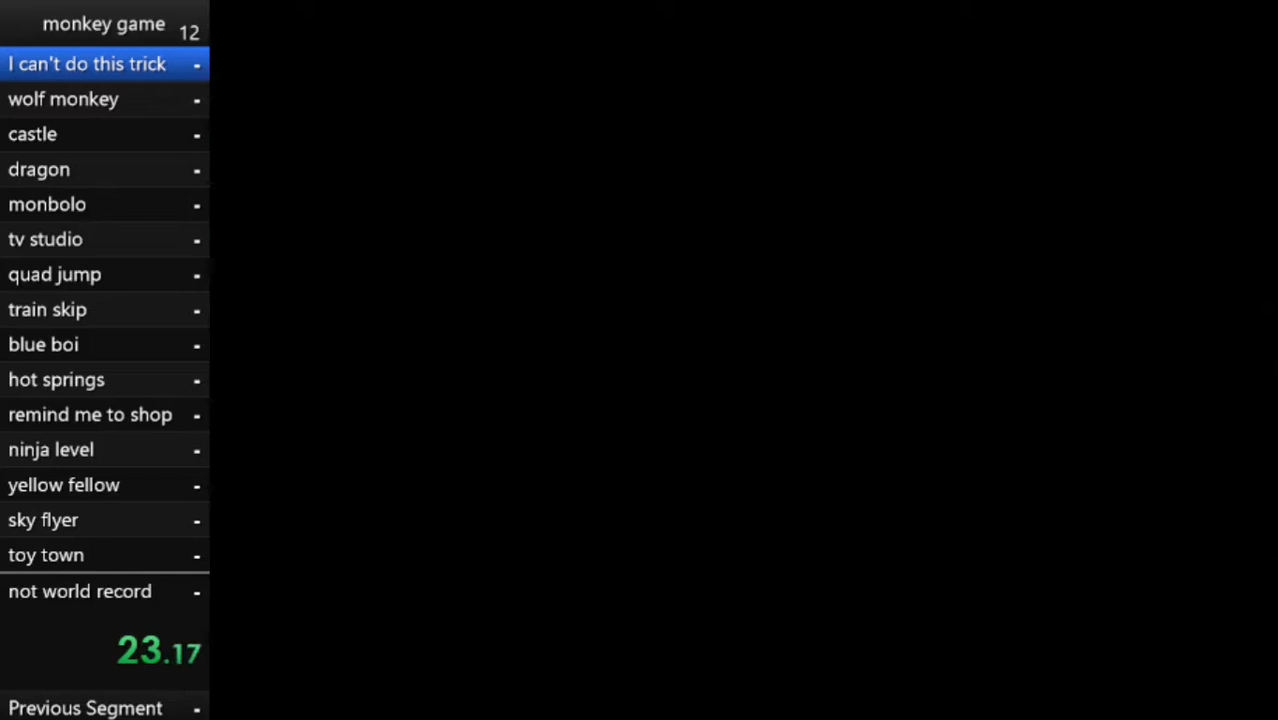 monkey game 12
I can't do this trick -
wolf monkey -
castle -
dragon -
monbolo -
tv studio -
quad jump -
train skip -
blue boi -
hot springs -
remind me to shop -
ninja level -
yellow fellow -
sky flyer -
toy town -
not world record -
23.17
Previous Segment -